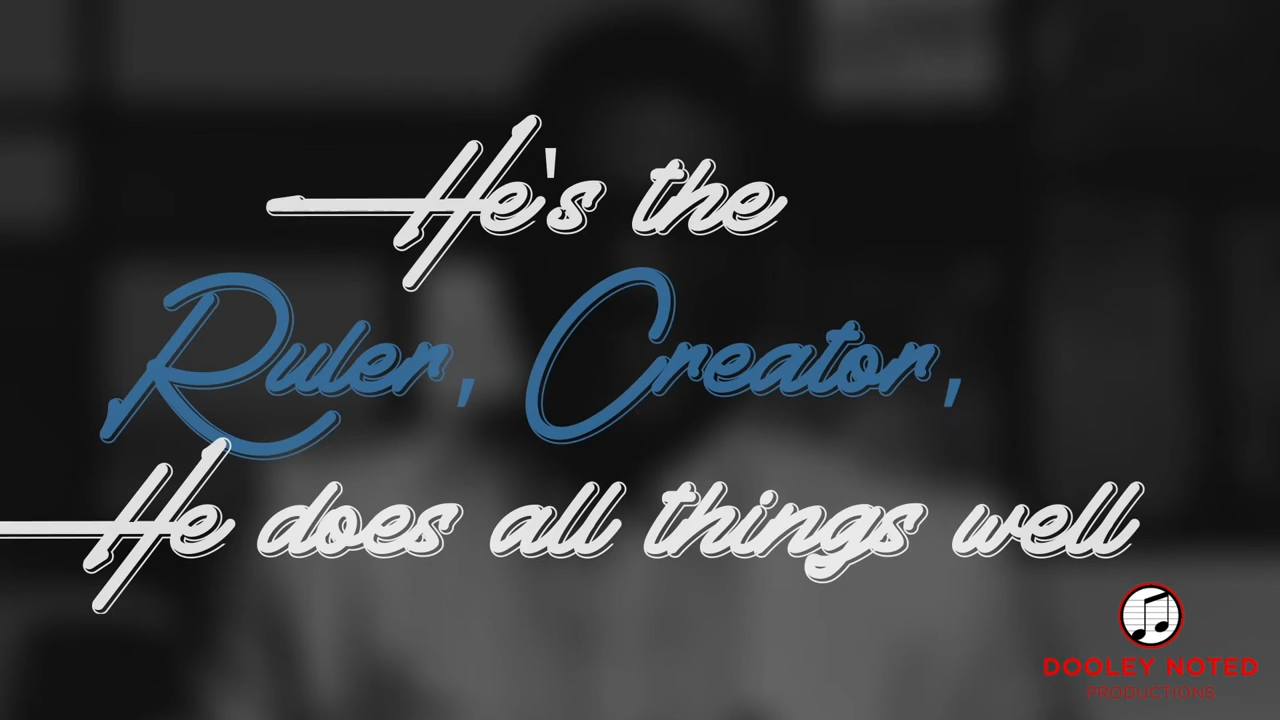 He's the
Ruler, Creator,
He does all things well
DOOLEY NOTED
PRODUCTIONS